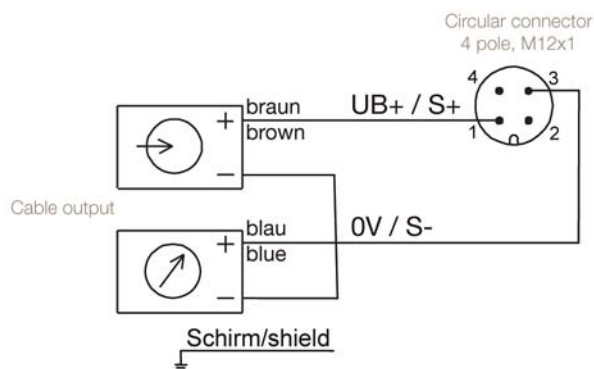 Circular connector
4 pole, M12x1
4 3
braun UB+ / S+
+ brown 1 2
−
Cable output
blau 0V / S-
+ blue
−
Schirm/shield